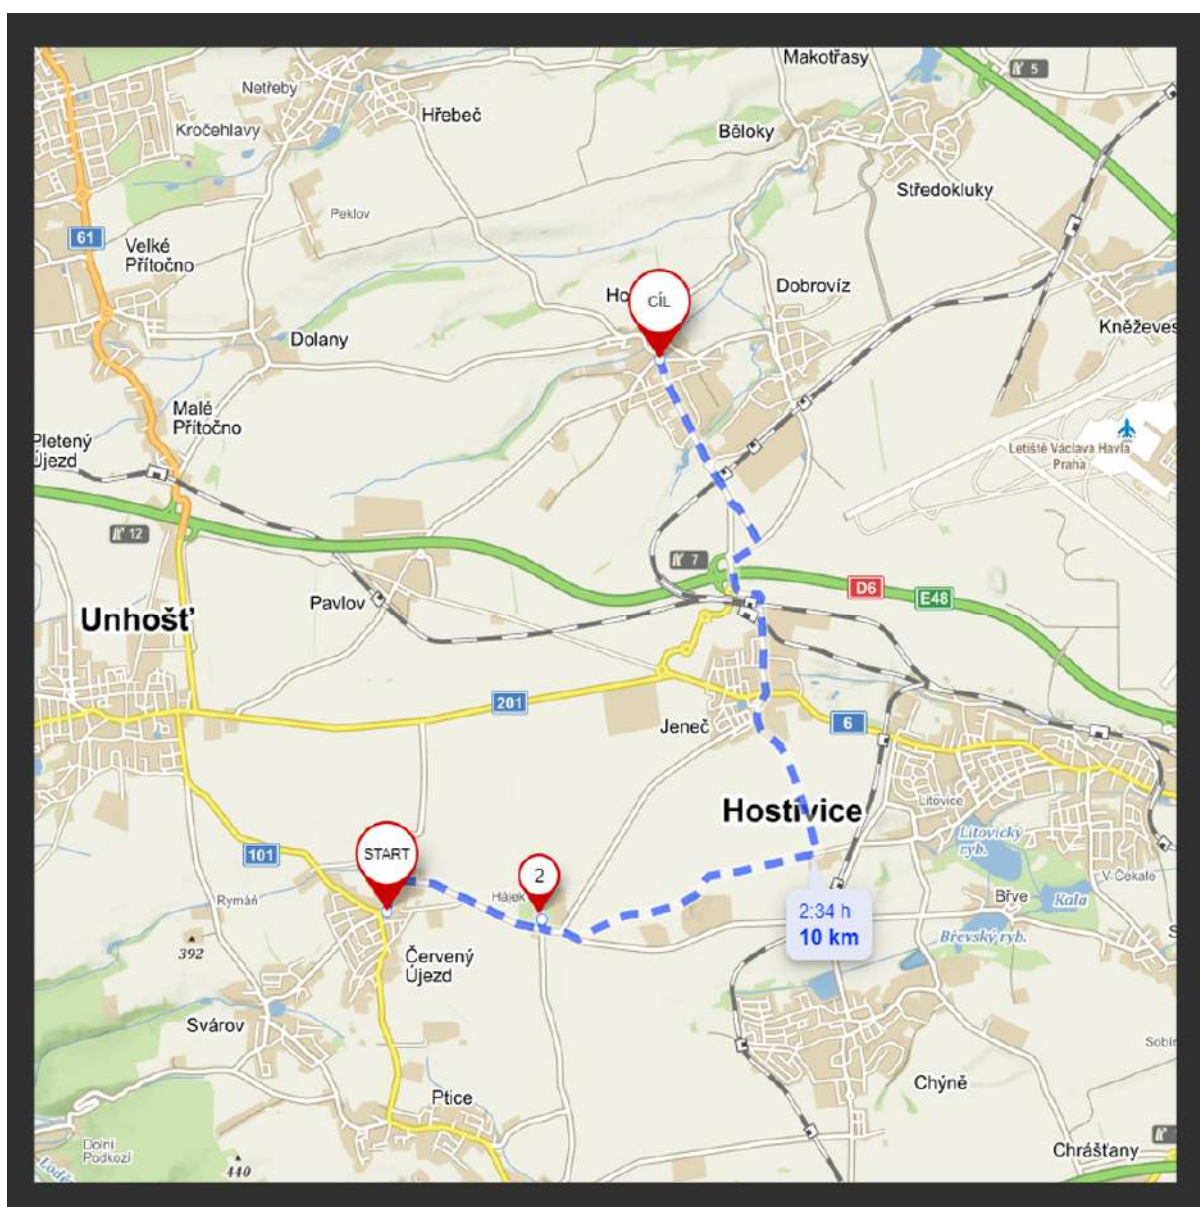 Makotřasy
5
Netřeby
Hřebeč
Kročehlavy
Běloky
Středokluky
Peklov
61
Velké
Přítočno
Dobrovíz
Ho
CÍL
Kněževes
Dolany
Malé
Přítočno
Pletený
Újezd
Letiště Václava Havla
Praha
12
7
D6
E48
Pavlov
Unhošť
201
Jeneč
6
Hostivice
Litovice
Litovický
ryb.
START
101
2
V Čekale
Rymáň
Hájek
Břve
Kala
2:34 h
10 km
Břevský ryb.
S
392
Červený
Újezd
Svárov
Sobín
Chýně
Ptice
Dolní
Podkozí
Chrášťany
440
Loděn